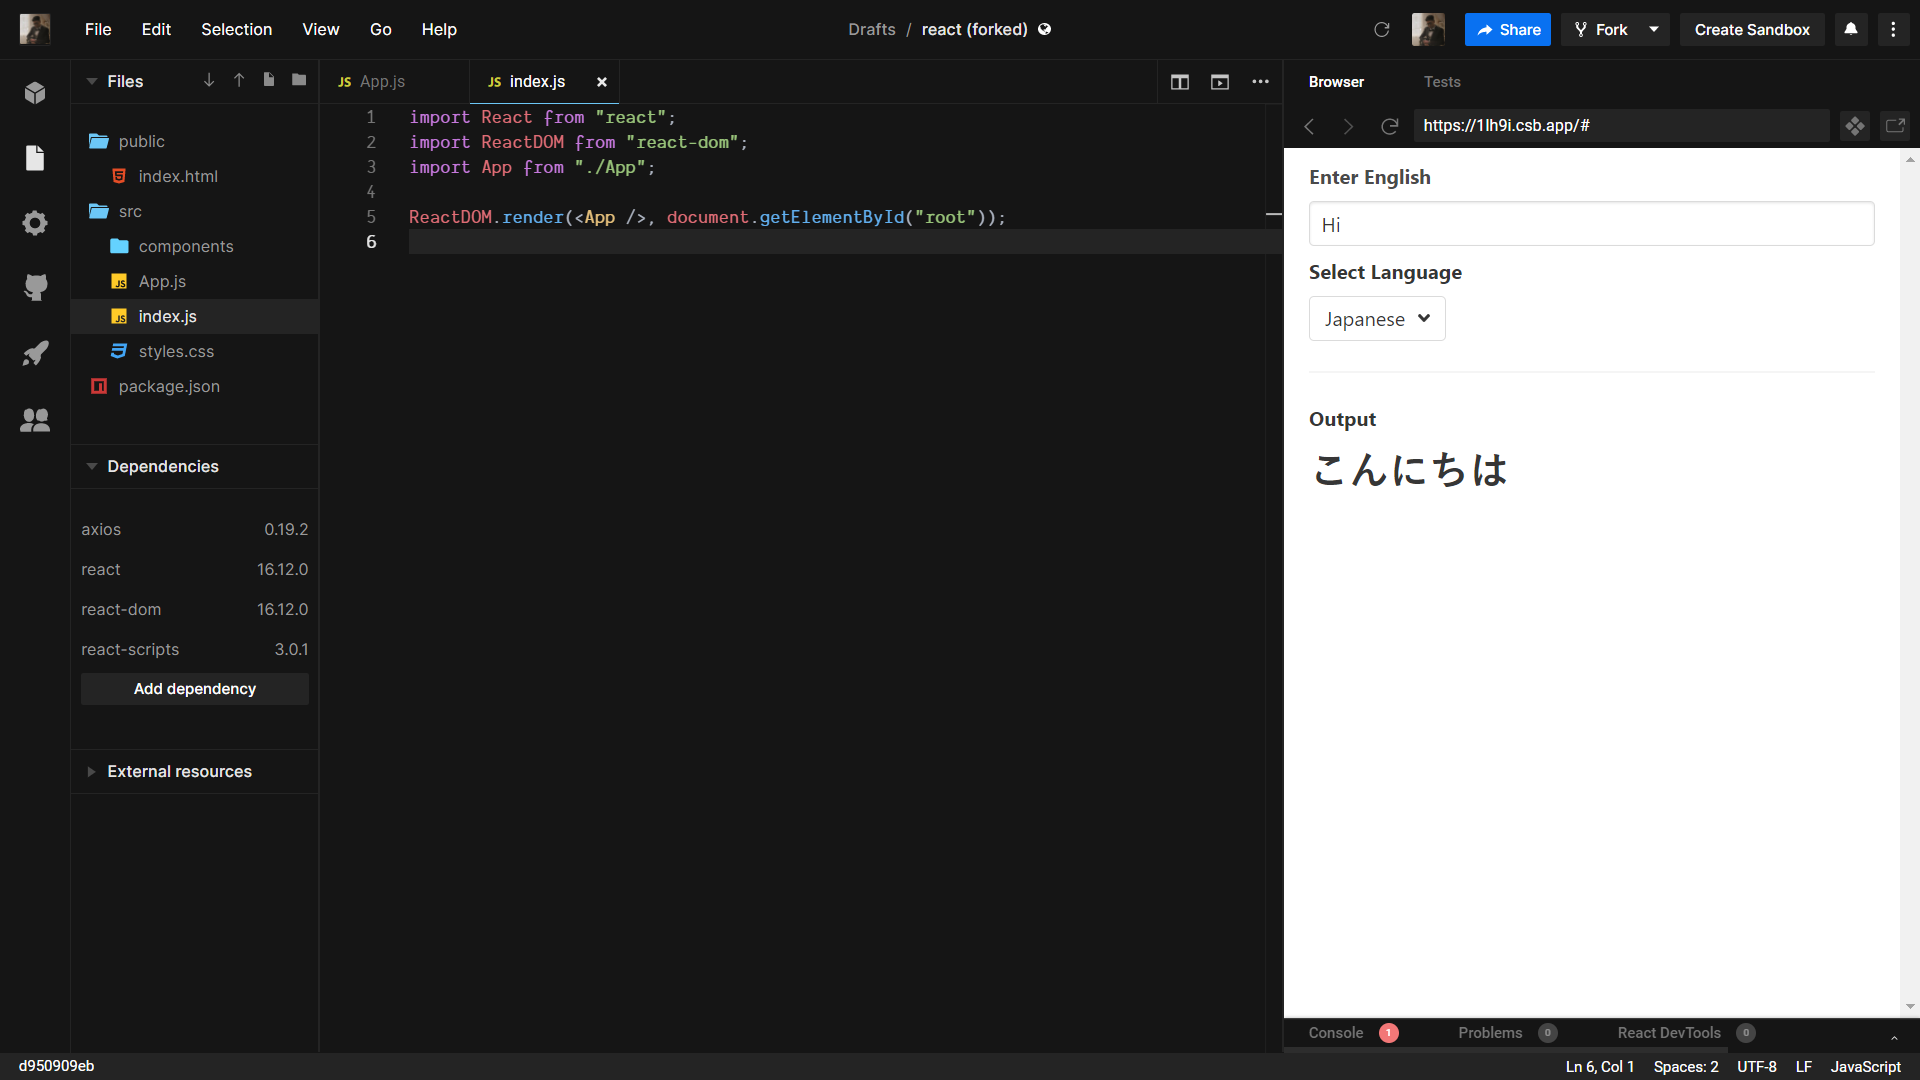 File Edit Selection View Go Help
Drafts / react (forked)
Share Fork Create Sandbox
Files
public
index.html
src
components
App.js
index.js
styles.css
package.json
Dependencies
axios 0.19.2
react 16.12.0
react-dom 16.12.0
react-scripts 3.0.1
Add dependency
External resources
JS App.js JS index.js
1 import React from "react";
2 import ReactDOM from "react-dom";
3 import App from "./App";
4
5 ReactDOM.render(<App />, document.getElementById("root"));
6
Browser Tests
https://1lh9i.csb.app/#
Enter English
Hi
Select Language
Japanese
Output
こんにちは
Console 1 Problems 0 React DevTools 0
d950909eb
Ln 6, Col 1 Spaces: 2 UTF-8 LF JavaScript